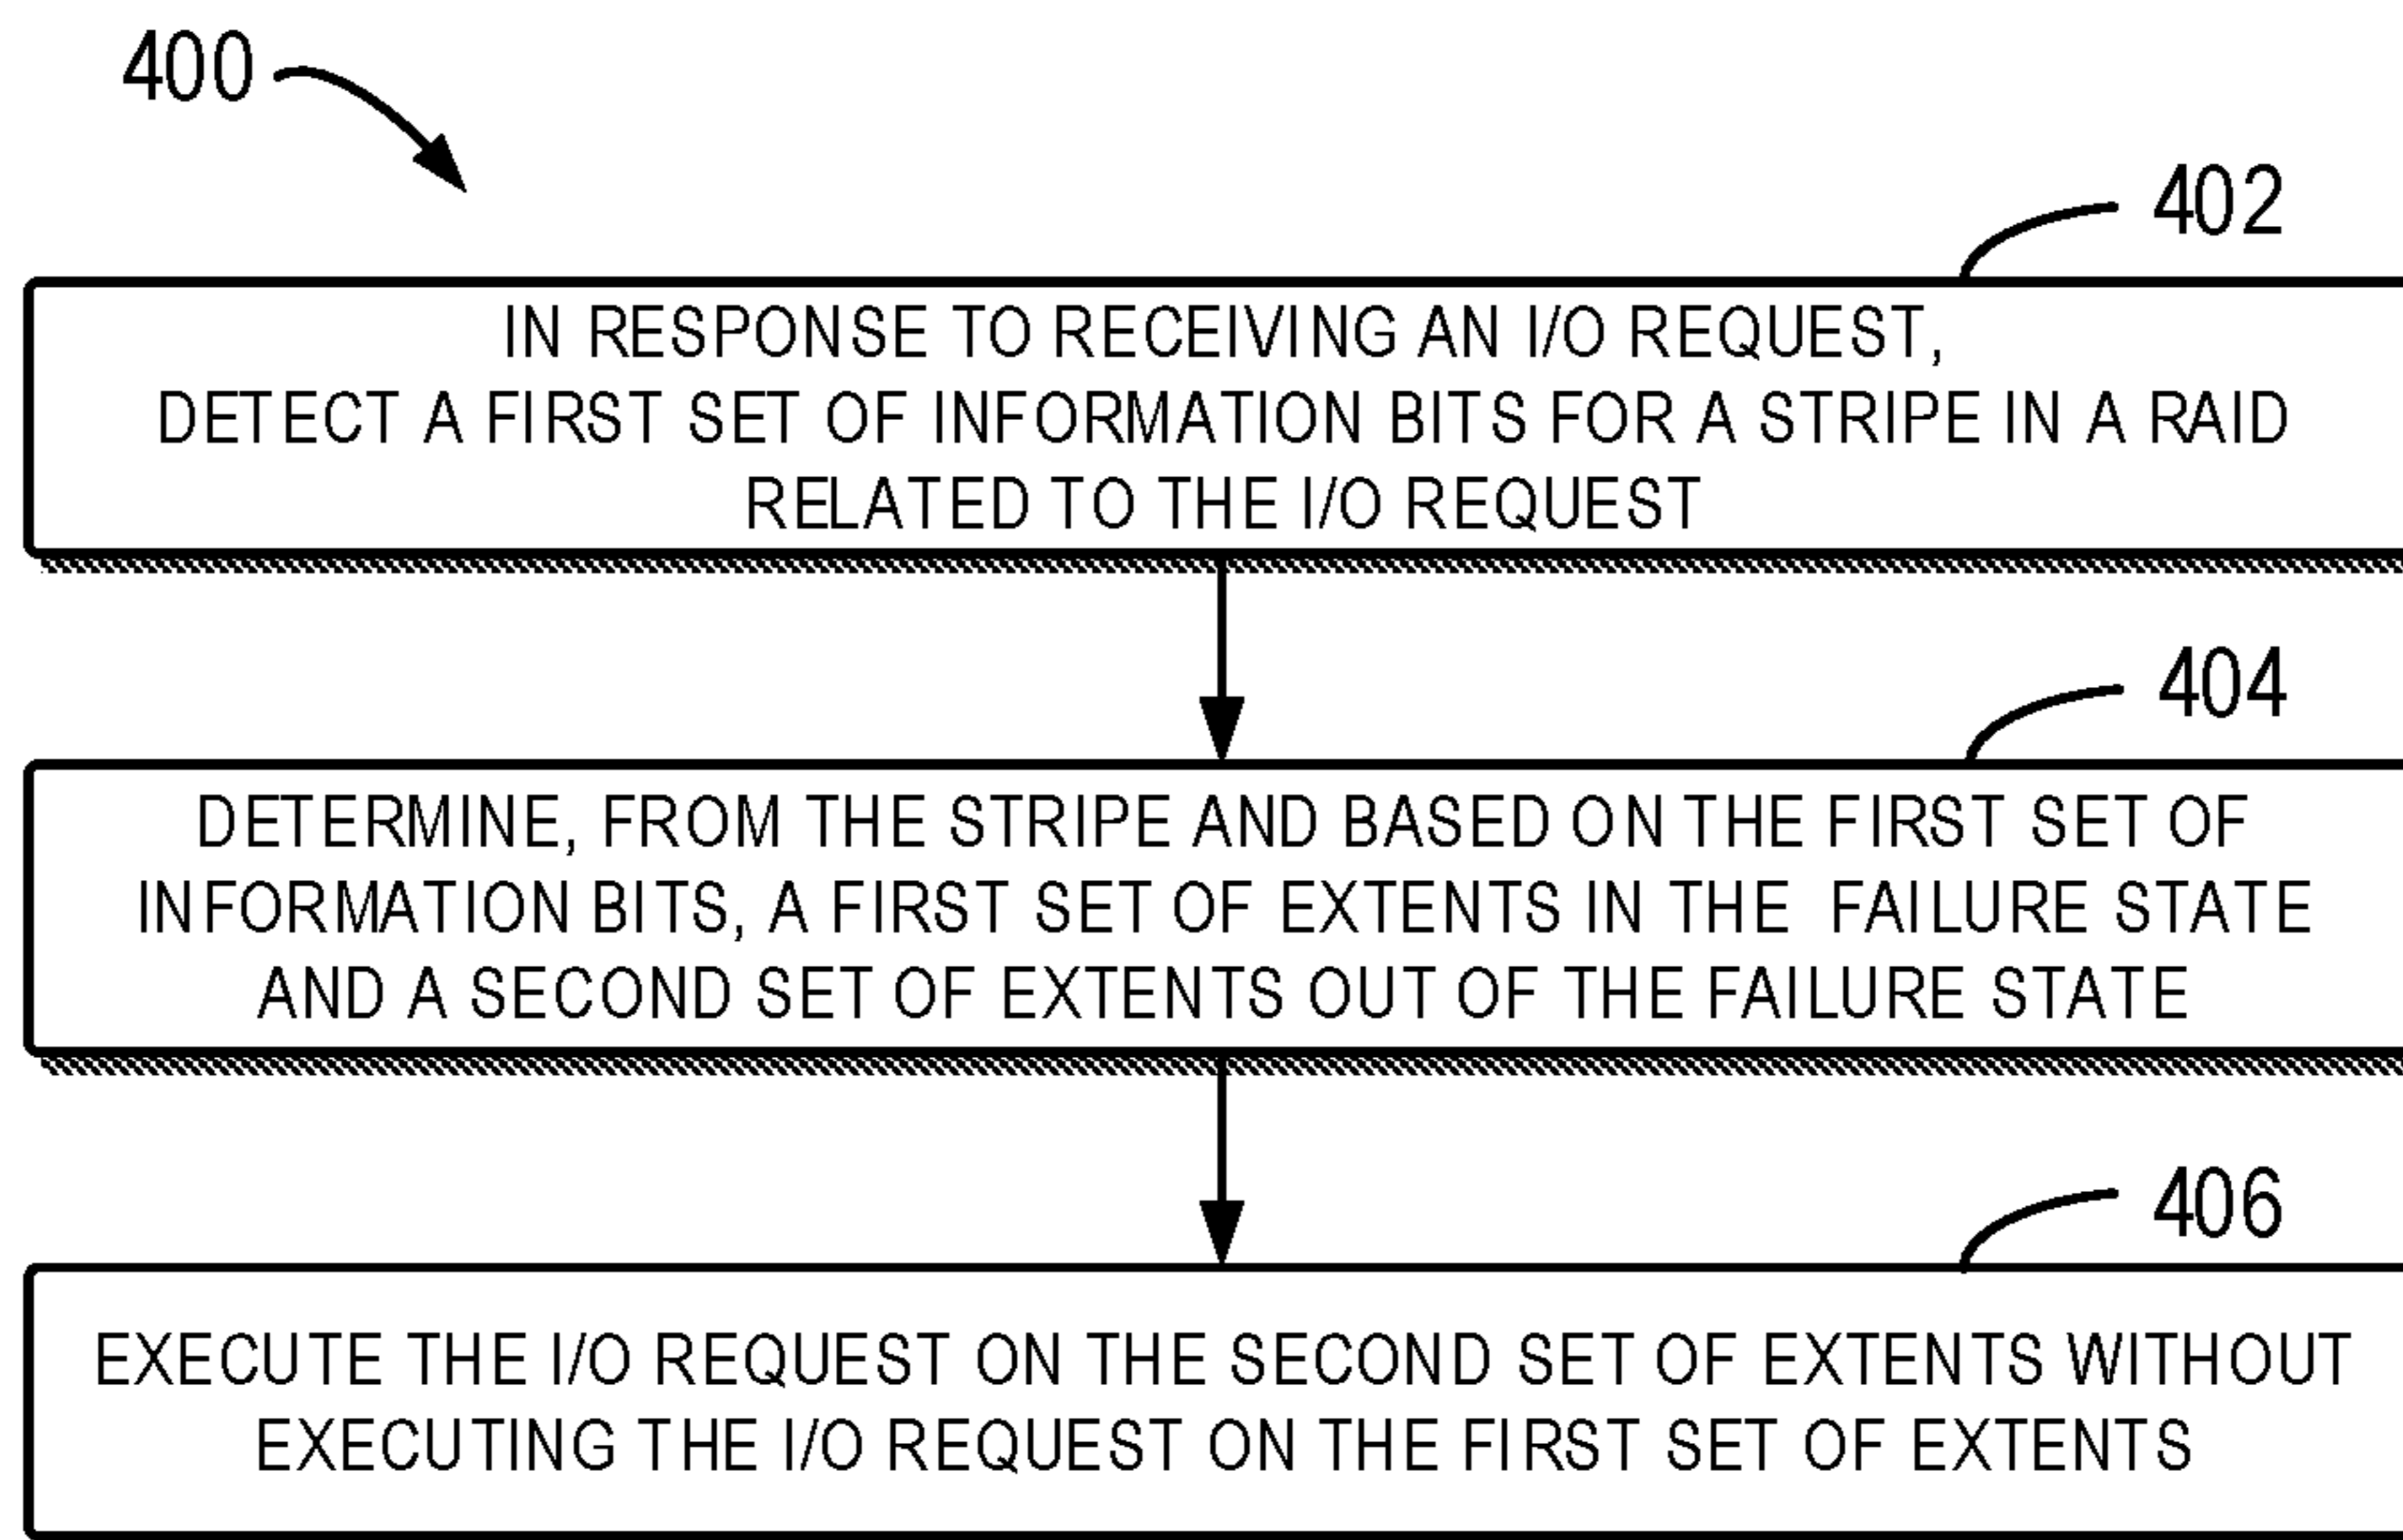 400
402
IN RESPONSE TO RECEIVING AN I/O REQUEST,
DETECT A FIRST SET OF INFORMATION BITS FOR A STRIPE IN A RAID
RELATED TO THE I/O REQUEST
404
DETERMINE, FROM THE STRIPE AND BASED ON THE FIRST SET OF
INFORMATION BITS, A FIRST SET OF EXTENTS IN THE FAILURE STATE
AND A SECOND SET OF EXTENTS OUT OF THE FAILURE STATE
406
EXECUTE THE I/O REQUEST ON THE SECOND SET OF EXTENTS WITHOUT
EXECUTING THE I/O REQUEST ON THE FIRST SET OF EXTENTS